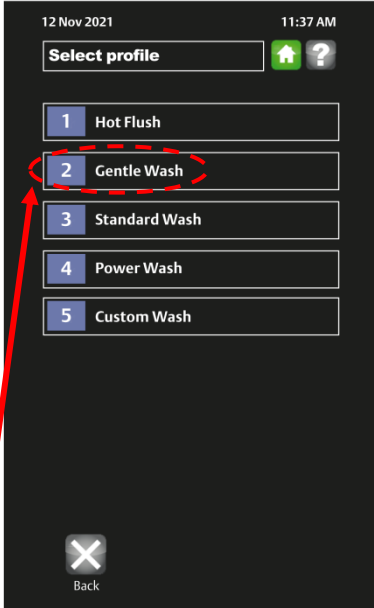 12 Nov 2021 11:37 AM
Select profile ?
1 Hot Flush
2 Gentle Wash
3 Standard Wash
4 Power Wash
5 Custom Wash
Back